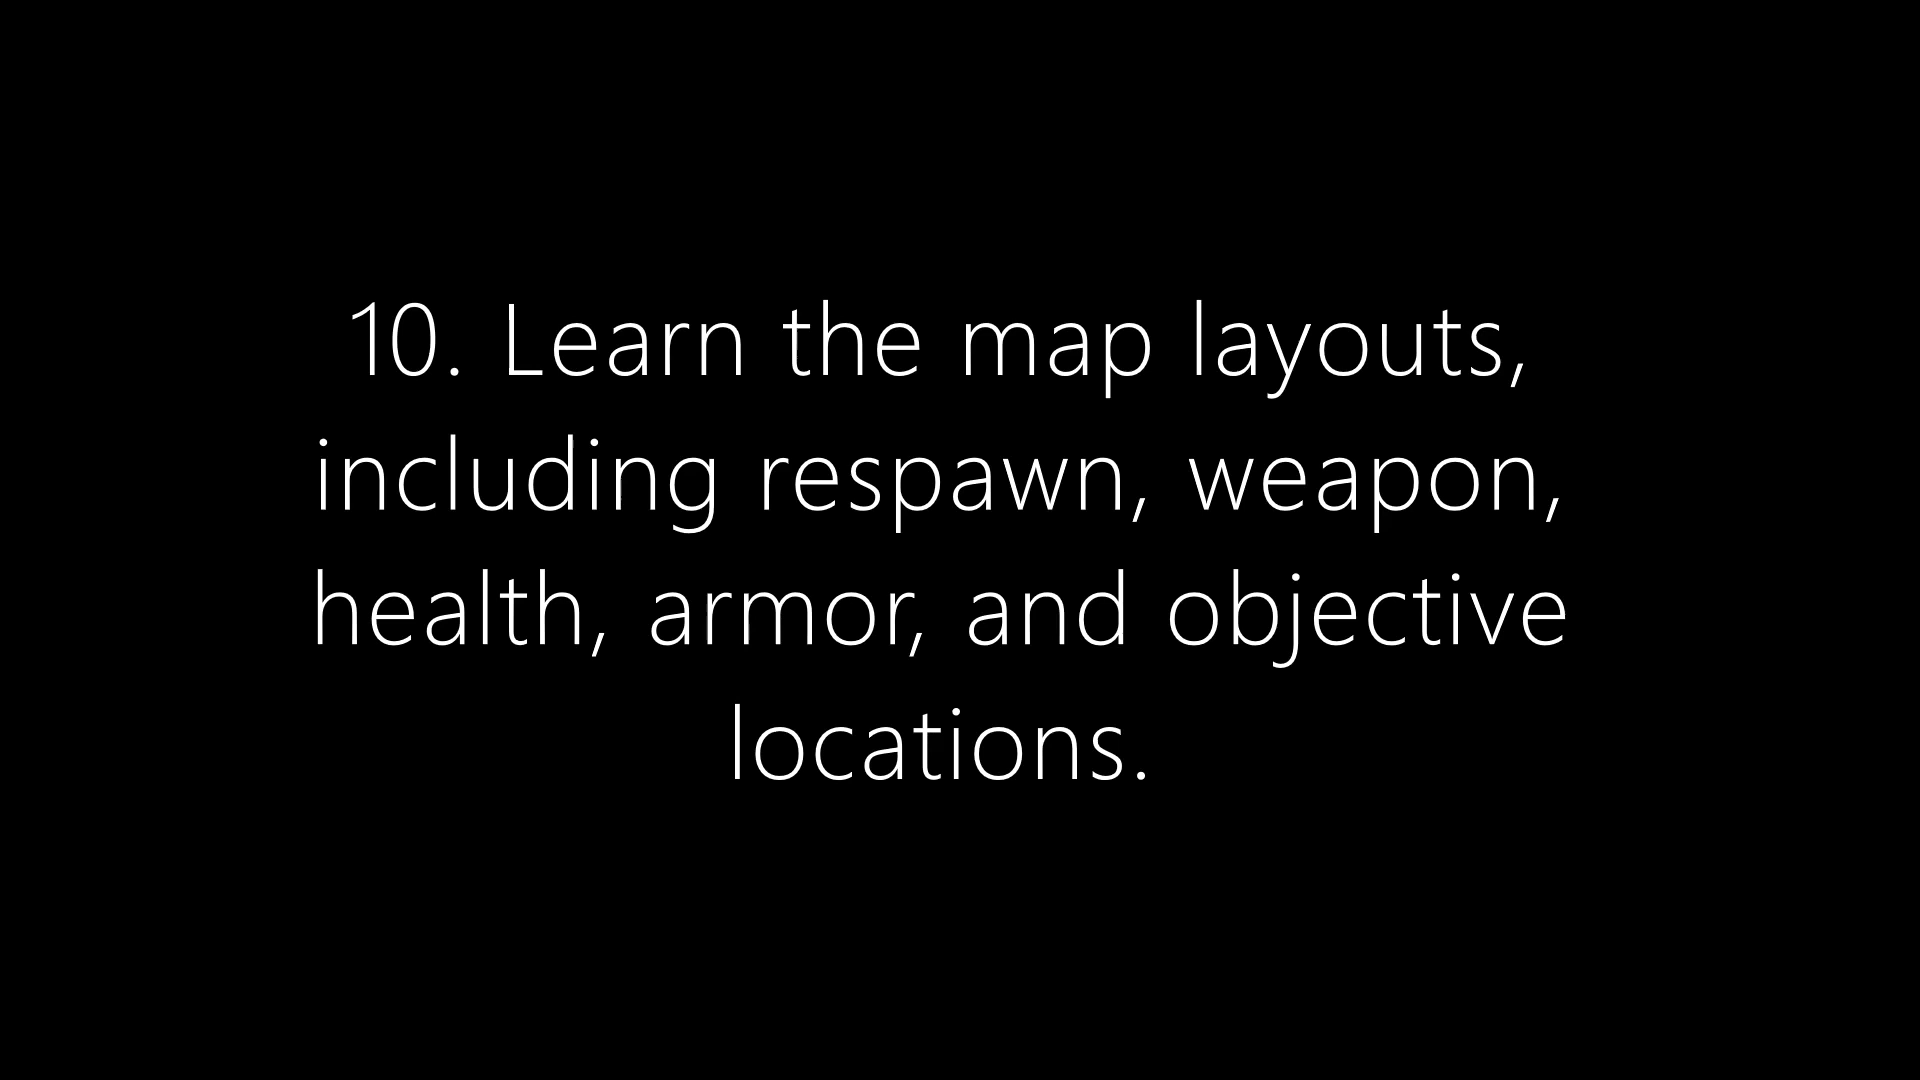 10. Learn the map layouts,
including respawn, weapon,
health, armor, and objective
locations.